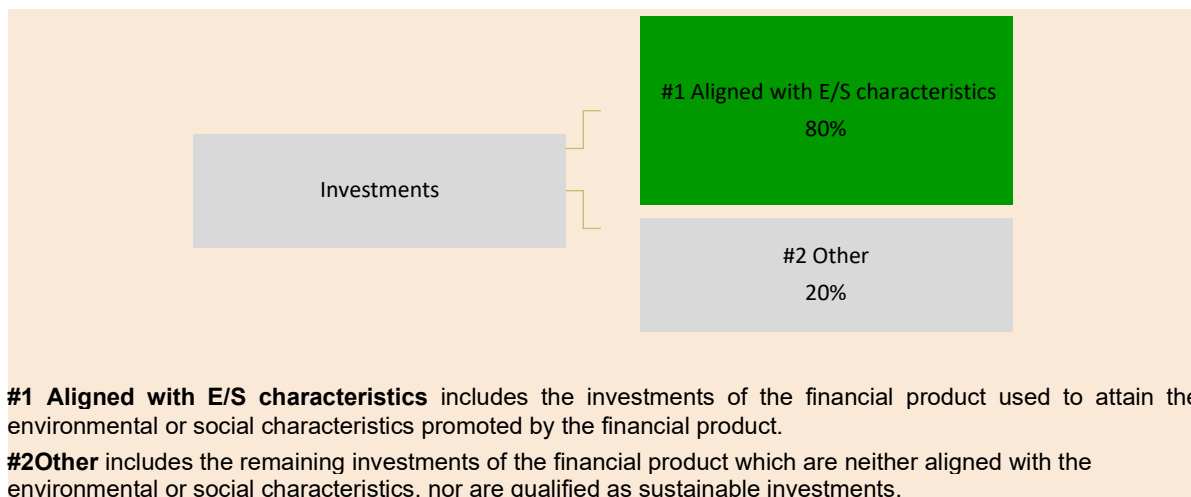 #1 Aligned with E/S characteristics
80%
Investments
#2 Other
20%
#1 Aligned with E/S characteristics includes the investments of the financial product used to attain the
environmental or social characteristics promoted by the financial product.
#2Other includes the remaining investments of the financial product which are neither aligned with the
environmental or social characteristics, nor are qualified as sustainable investments.